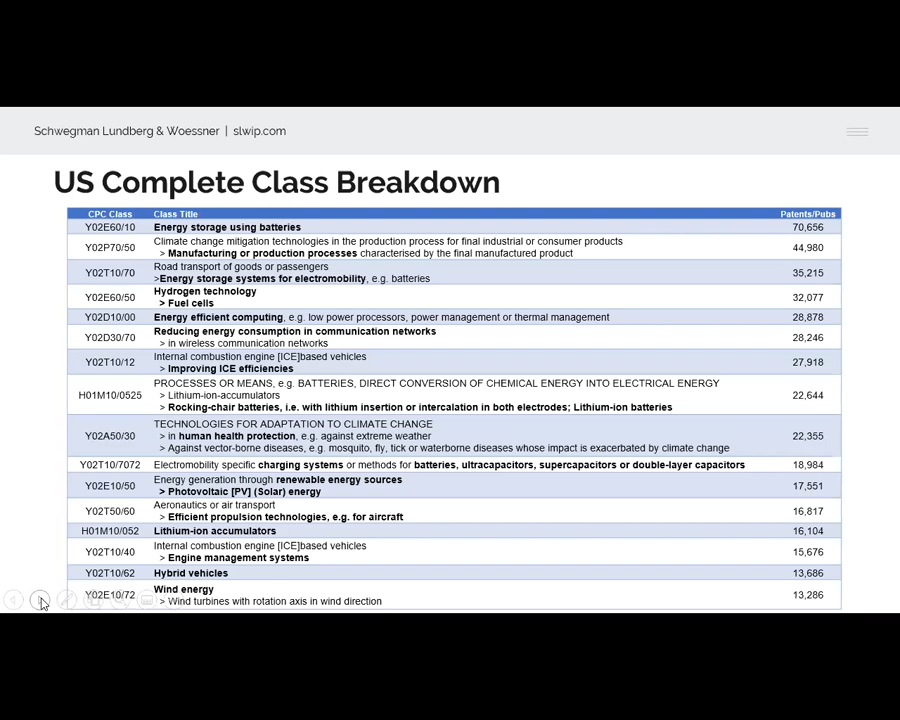 Schwegman Lundberg & Woessner | slwip.com
US Complete Class Breakdown
CPC Class Class Title Patents/Pubs
Y02E60/10 Energy storage using batteries 70,656
Y02P70/50 Climate change mitigation technologies in the production process for final industrial or consumer products
> Manufacturing or production processes characterised by the final manufactured product 44,980
Y02T10/70 Road transport of goods or passengers
>Energy storage systems for electromobility, e.g. batteries 35,215
Y02E60/50 Hydrogen technology
> Fuel cells 32,077
Y02D10/00 Energy efficient computing, e.g. low power processors, power management or thermal management 28,878
Y02D30/70 Reducing energy consumption in communication networks
> in wireless communication networks 28,246
Y02T10/12 Internal combustion engine [ICE]based vehicles
> Improving ICE efficiencies 27,918
H01M10/0525 PROCESSES OR MEANS, e.g. BATTERIES, DIRECT CONVERSION OF CHEMICAL ENERGY INTO ELECTRICAL ENERGY
> Lithium-ion-accumulators
> Rocking-chair batteries, i.e. with lithium insertion or intercalation in both electrodes; Lithium-ion batteries 22,644
Y02A50/30 TECHNOLOGIES FOR ADAPTATION TO CLIMATE CHANGE
> in human health protection, e.g. against extreme weather
> Against vector-borne diseases, e.g. mosquito, fly, tick or waterborne diseases whose impact is exacerbated by climate change 22,355
Y02T10/7072 Electromobility specific charging systems or methods for batteries, ultracapacitors, supercapacitors or double-layer capacitors 18,984
Y02E10/50 Energy generation through renewable energy sources
> Photovoltaic [PV] (Solar) energy 17,551
Y02T50/60 Aeronautics or air transport
> Efficient propulsion technologies, e.g. for aircraft 16,817
H01M10/052 Lithium-ion accumulators 16,104
Y02T10/40 Internal combustion engine [ICE]based vehicles
> Engine management systems 15,676
Y02T10/62 Hybrid vehicles 13,686
Y02E10/72 Wind energy
> Wind turbines with rotation axis in wind direction 13,286